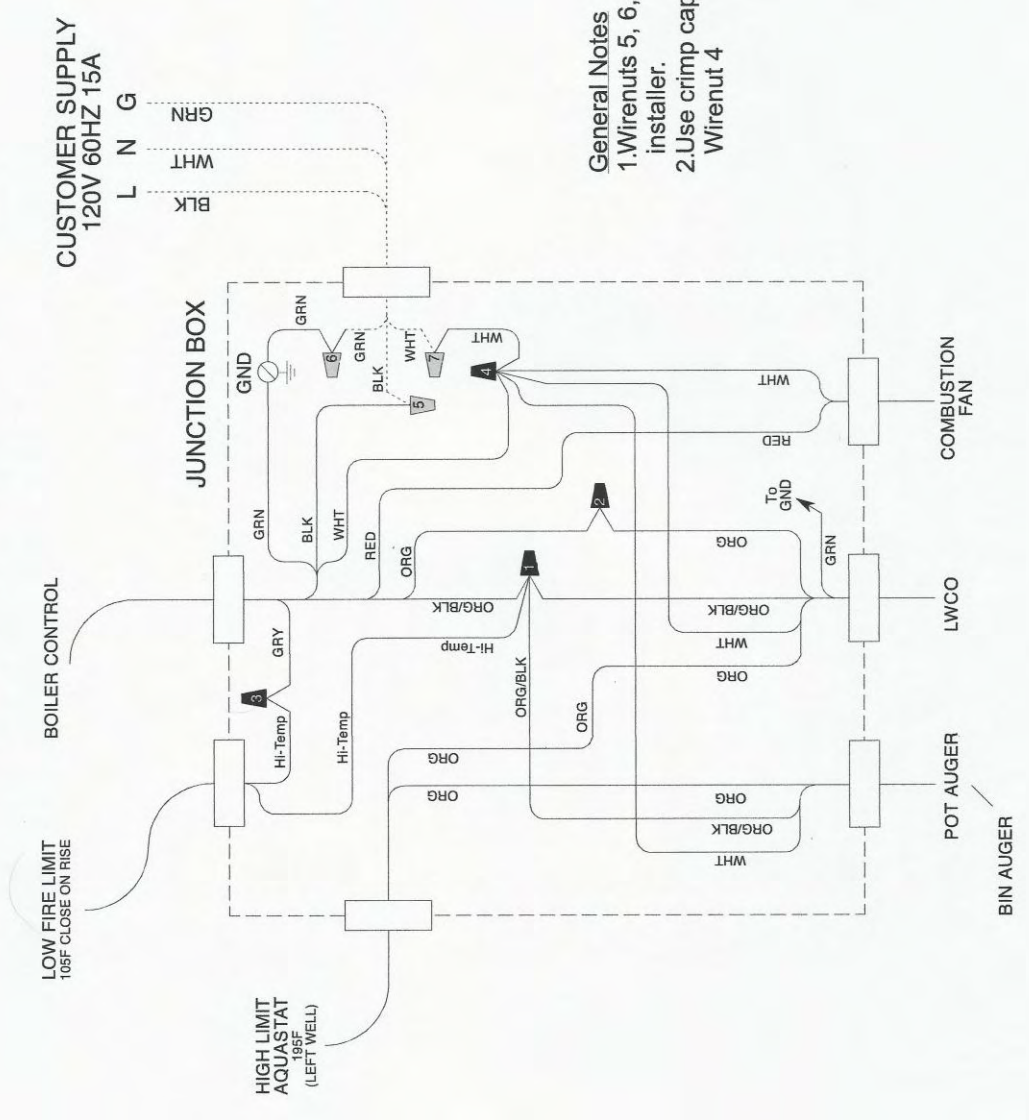 CUSTOMER SUPPLY
120V 60HZ 15A
L N G
BLK
WHT
GRN
General Notes
1.Wirenuts 5, 6,
installer.
2.Use crimp cap
Wirenut 4
JUNCTION BOX
GND
GRN
6
GRN
WHT
7
WHT
BLK
5
4
GRN
BLK
WHT
RED
ORG
2
1
WHT
RED
To
GND
ORG
GRN
ORG/BLK
ORG/BLK
WHT
ORG
Hi-Temp
ORG/BLK
ORG
GRY
3
Hi-Temp
Hi-Temp
ORG
ORG
ORG
ORG/BLK
WHT
BOILER CONTROL
LOW FIRE LIMIT
105F CLOSE ON RISE
HIGH LIMIT
AQUASTAT
195F
(LEFT WELL)
COMBUSTION
FAN
LWCO
POT AUGER
BIN AUGER